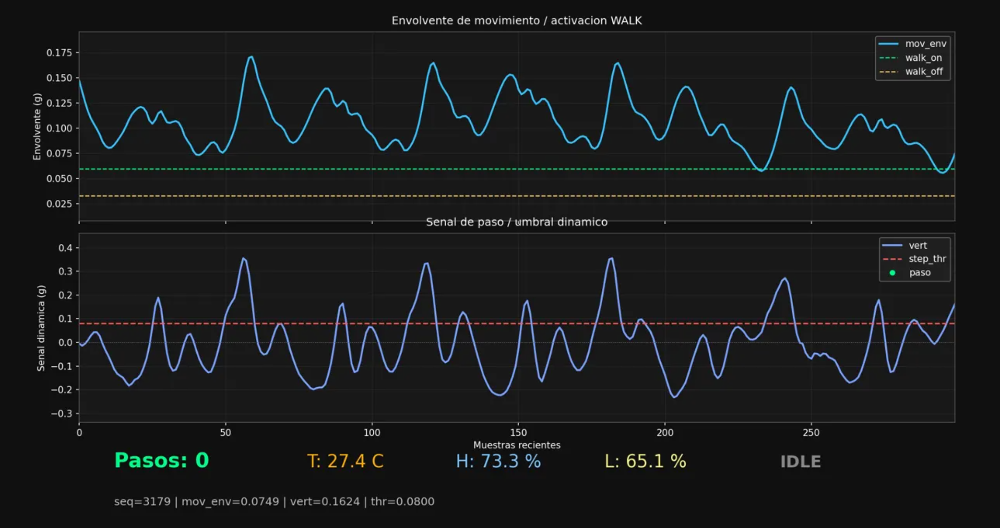 Envolvente de movimiento / activacion WALK
0.175
0.150
0.125
0.100
0.075
0.050
0.025
Envolvente (g)
mov_env
walk_on
walk_off
Senal de paso / umbral dinamico
0.4
0.3
0.2
0.1
0.0
−0.1
−0.2
−0.3
Senal dinamica (g)
vert
step_thr
paso
0 50 100 150 200 250
Muestras recientes
Pasos: 0 T: 27.4 C H: 73.3 % L: 65.1 % IDLE
seq=3179 | mov_env=0.0749 | vert=0.1624 | thr=0.0800